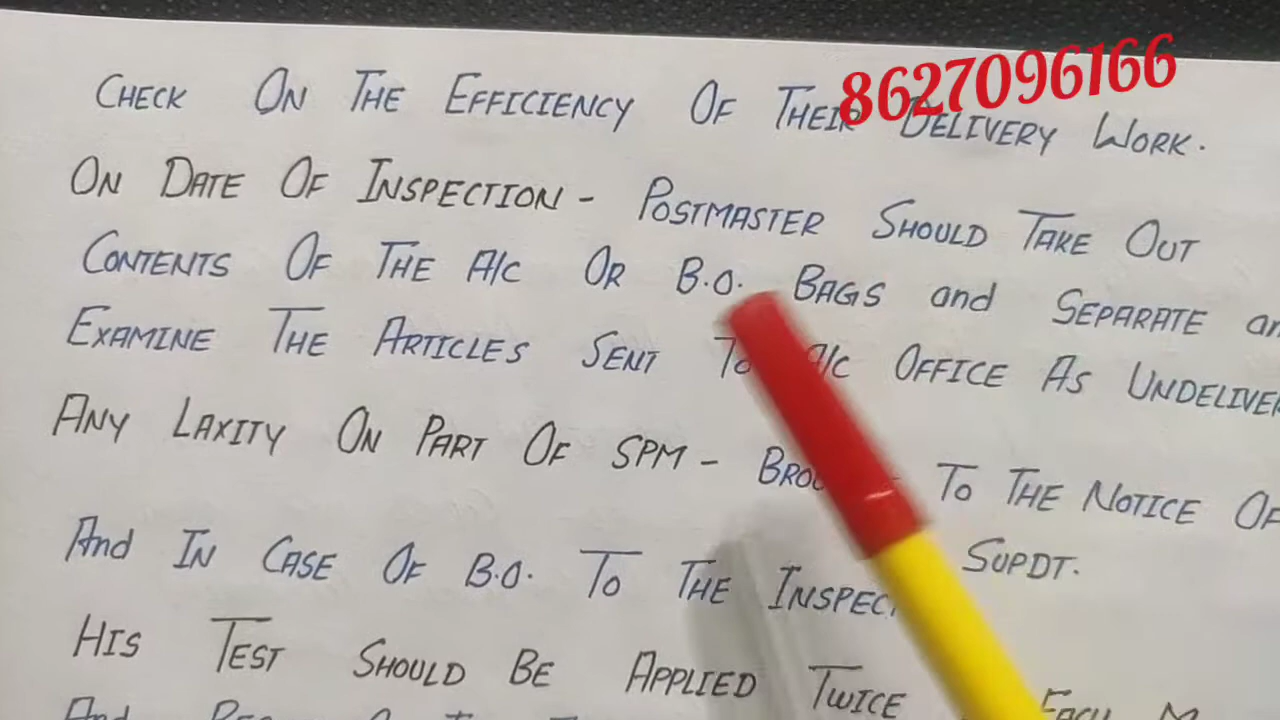 8627096166
CHECK ON THE EFFICIENCY OF THEIR DELIVERY WORK.
ON DATE OF INSPECTION - POSTMASTER SHOULD TAKE OUT
CONTENTS OF THE A/C OR B.O. BAGS and SEPARATE
EXAMINE THE ARTICLES SENT TO A/C OFFICE AS
ANY LAXITY ON PART OF SPM - TO THE NOTICE OF
SUPDT.
And IN CASE OF B.O. TO THE
HIS TEST SHOULD BE APPLIED TWICE